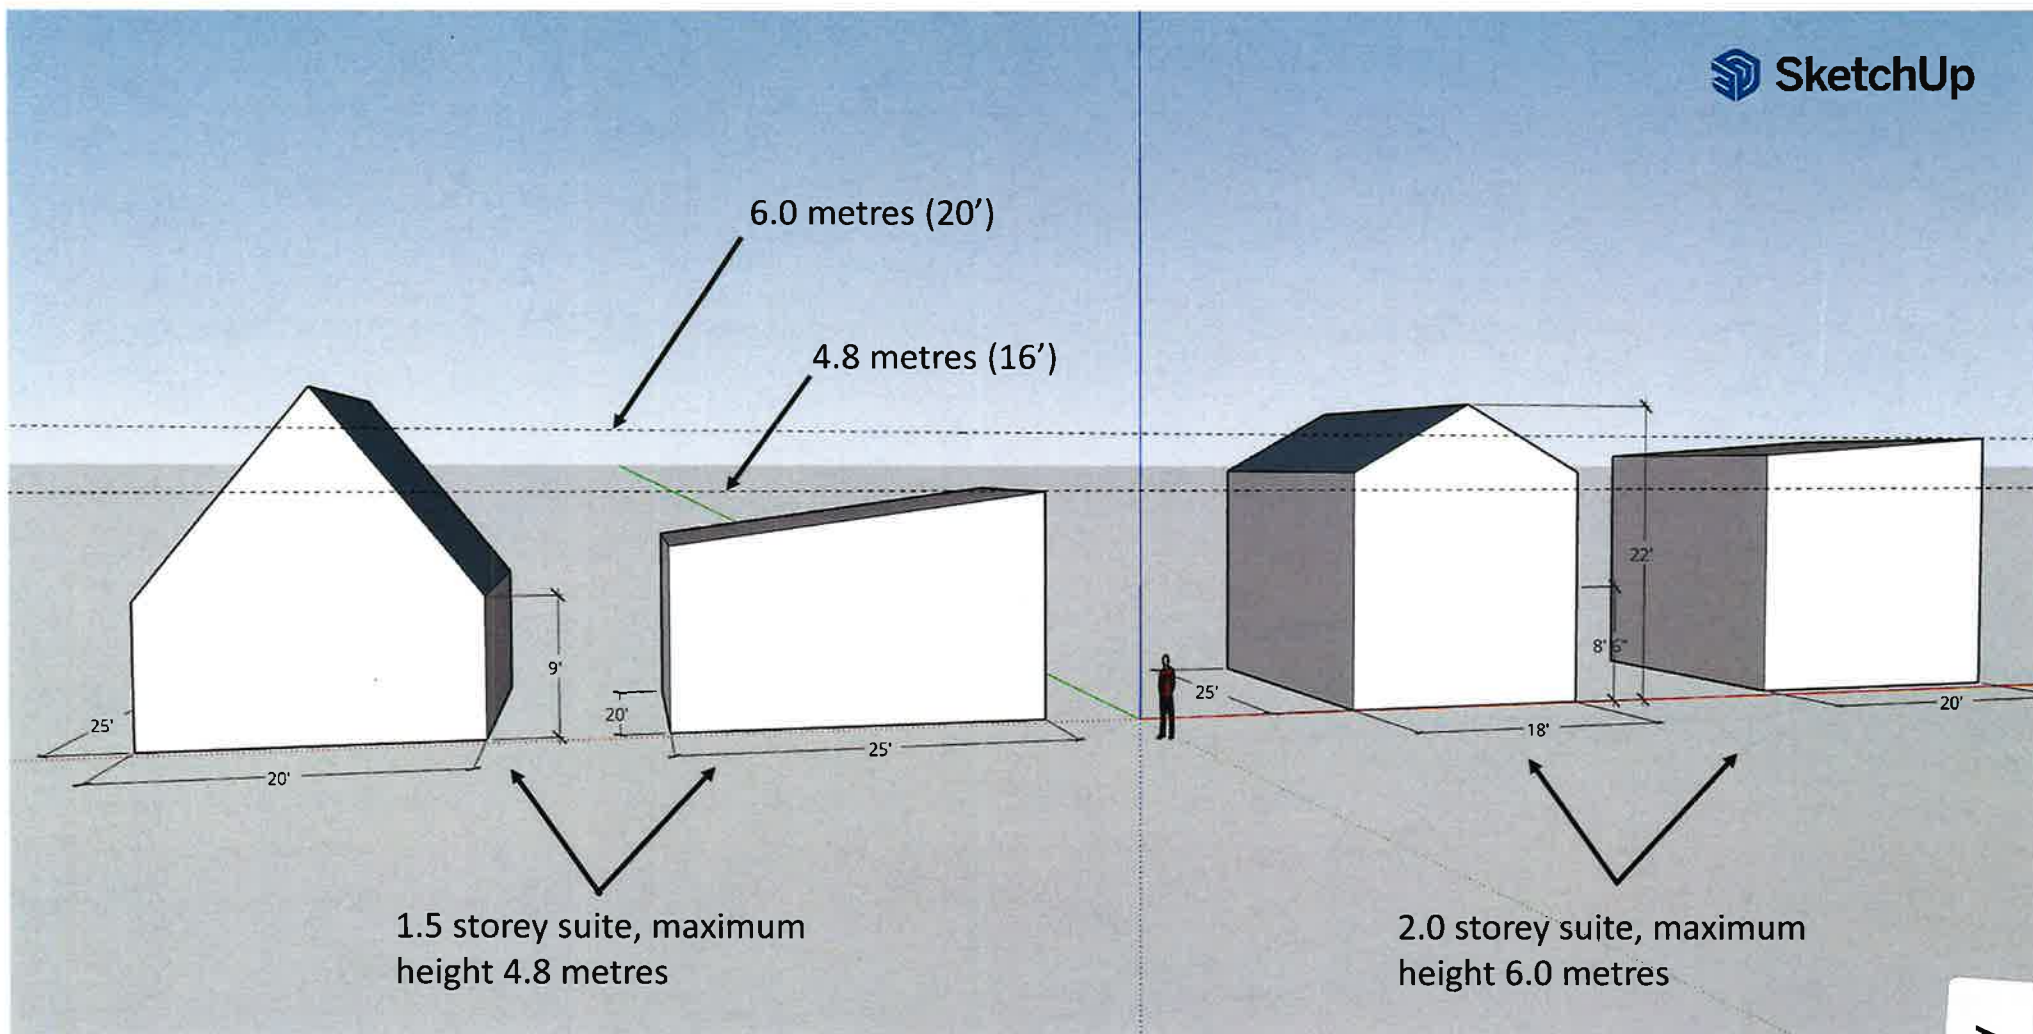 SketchUp
6.0 metres (20')
4.8 metres (16')
22'
9'
8' 6"
25'
20'
20'
25'
25'
18'
20'
1.5 storey suite, maximum
height 4.8 metres
2.0 storey suite, maximum
height 6.0 metres